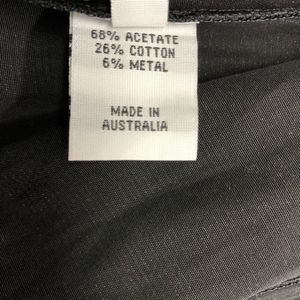 68% ACETATE
26% COTTON
6% METAL
MADE IN
AUSTRALIA